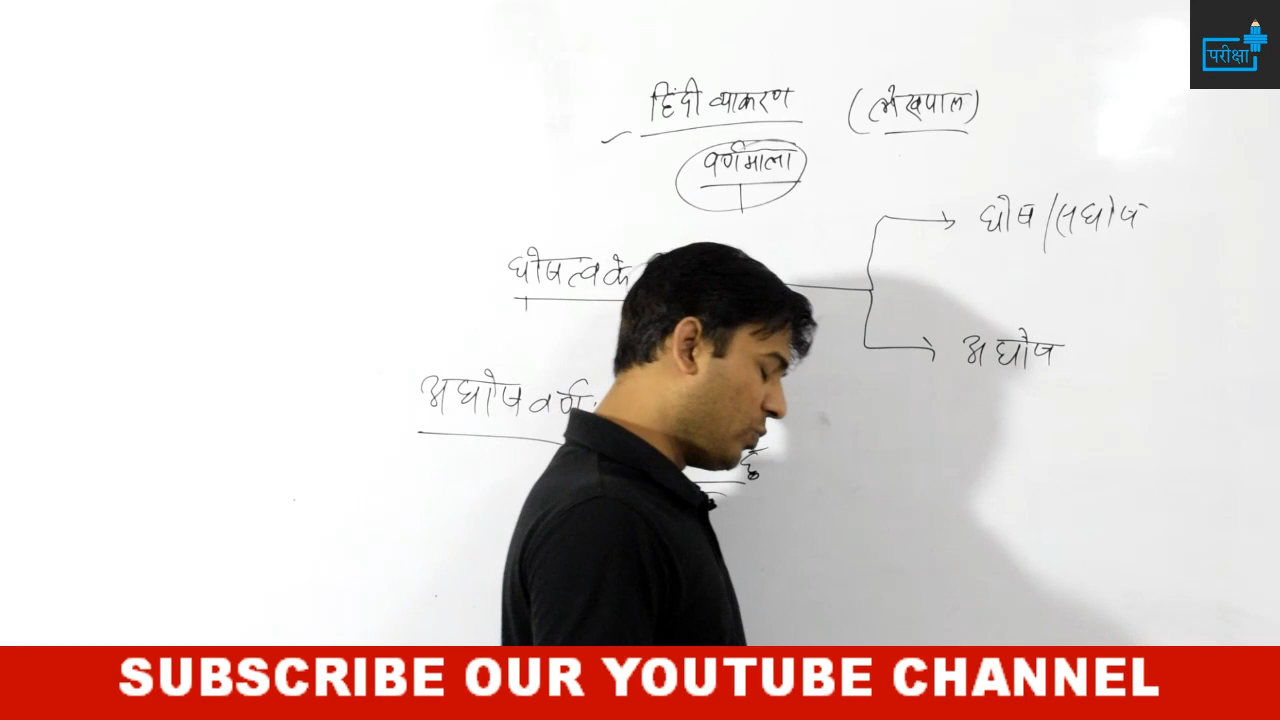 परीक्षा
हिंदी व्याकरण (लेखपाल)
वर्णमाला
घोष/सघोष
घोषत्व के
अघोष
अघोष वर्ण
SUBSCRIBE OUR YOUTUBE CHANNEL